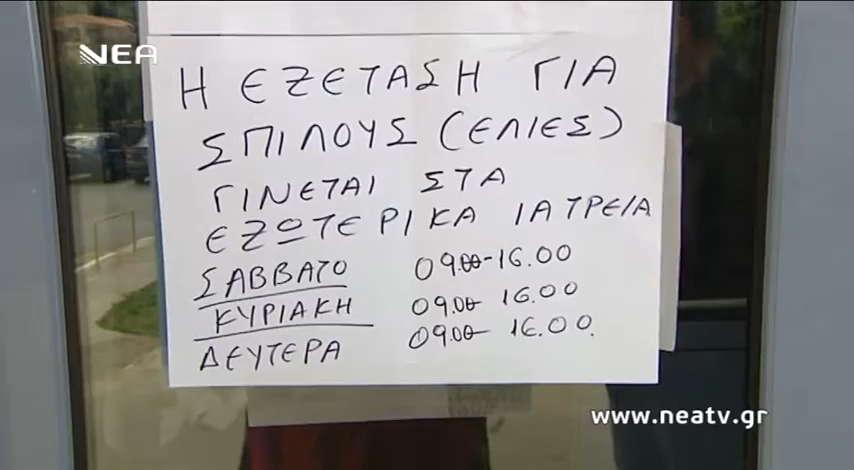 NEA
Η ΕΞΕΤΑΣΗ ΓΙΑ
ΣΠΙΛΟΥΣ (ΕΛΙΕΣ)
ΓΙΝΕΤΑΙ ΣΤΑ
ΕΞΩΤΕΡΙΚΑ ΙΑΤΡΕΙΑ
ΣΑΒΒΑΤΟ 09.00-16.00
ΚΥΡΙΑΚΗ 09.00-16.00
ΔΕΥΤΕΡΑ 09.00-16.00.
www.neatv.gr